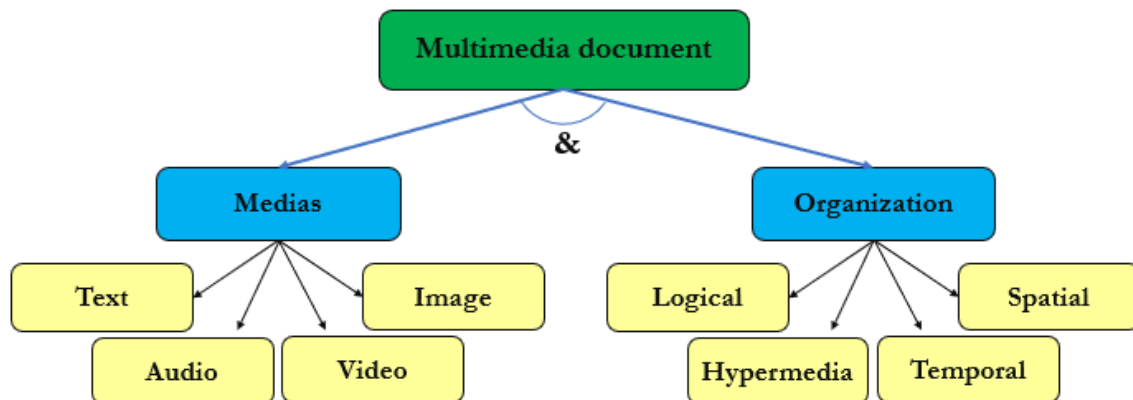 Multimedia document
&
Medias
Organization
Text
Image
Logical
Spatial
Audio
Video
Hypermedia
Temporal